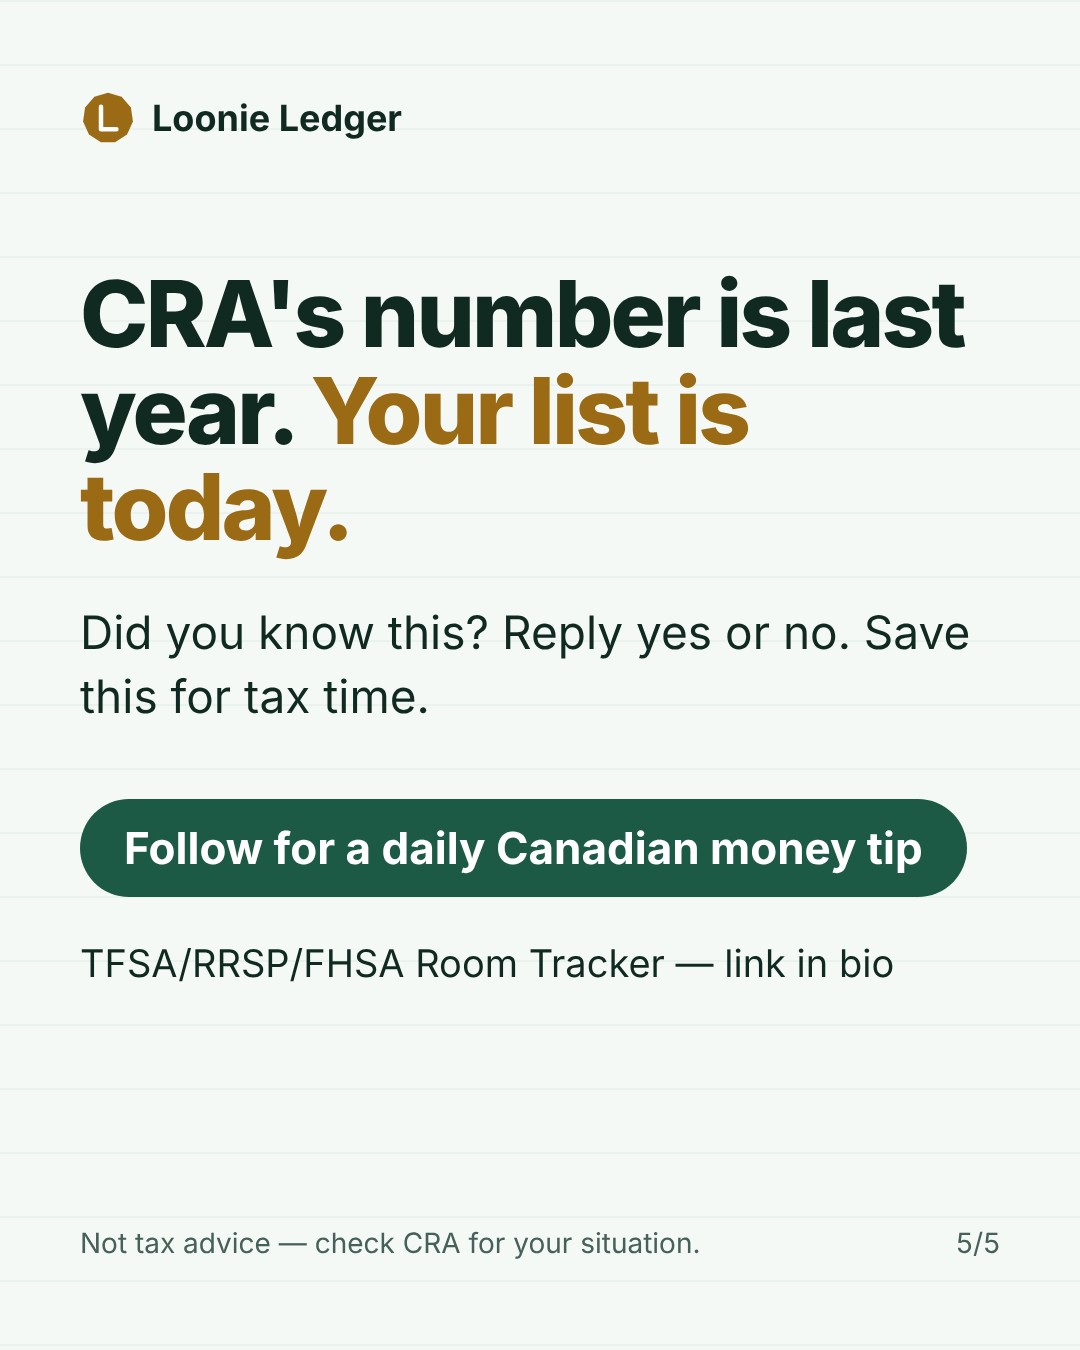 L
Loonie Ledger
CRA's number is last
year. Your list is
today.
Did you know this? Reply yes or no. Save
this for tax time.
Follow for a daily Canadian money tip
TFSA/RRSP/FHSA Room Tracker — link in bio
Not tax advice — check CRA for your situation.
5/5